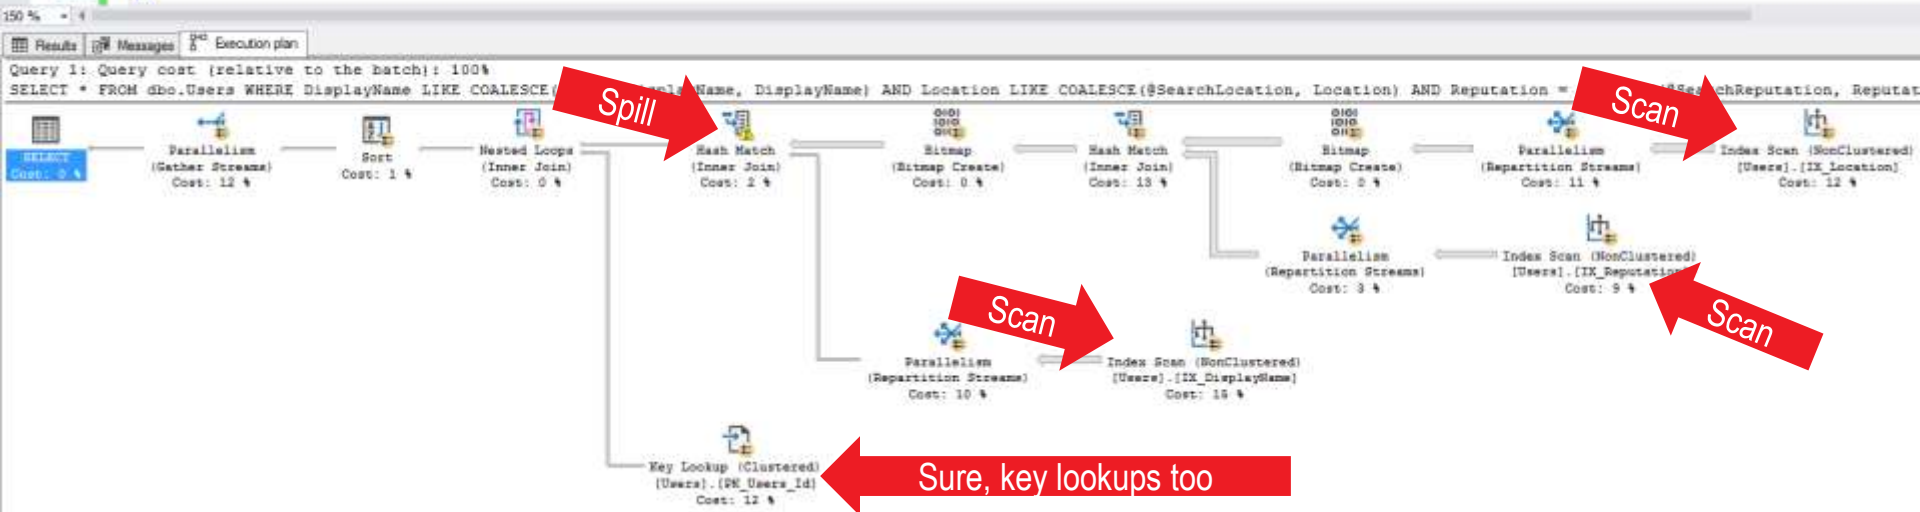 150 %
Results Messages Execution plan
Query 1: Query cost (relative to the batch): 100%
SELECT * FROM dbo.Users WHERE DisplayName LIKE COALESCE( Name, DisplayName) AND Location LIKE COALESCE(@SearchLocation, Location) AND Reputation = chReputation, Reputat
Spill
Scan
SELECT
Cost: 0 %
Parallelism
(Gather Streams)
Cost: 12 %
Sort
Cost: 1 %
Nested Loops
(Inner Join)
Cost: 0 %
Hash Match
(Inner Join)
Cost: 2 %
Bitmap
(Bitmap Create)
Cost: 0 %
Hash Match
(Inner Join)
Cost: 13 %
Bitmap
(Bitmap Create)
Cost: 0 %
Parallelism
(Repartition Streams)
Cost: 11 %
Index Scan (NonClustered)
[Users].[IX_Location]
Cost: 12 %
Parallelism
(Repartition Streams)
Cost: 3 %
Index Scan (NonClustered)
[Users].[IX_Reputation]
Cost: 9 %
Scan
Scan
Parallelism
(Repartition Streams)
Cost: 10 %
Index Scan (NonClustered)
[Users].[IX_DisplayName]
Cost: 15 %
Key Lookup (Clustered)
[Users].[PK_Users_Id]
Cost: 12 %
Sure, key lookups too